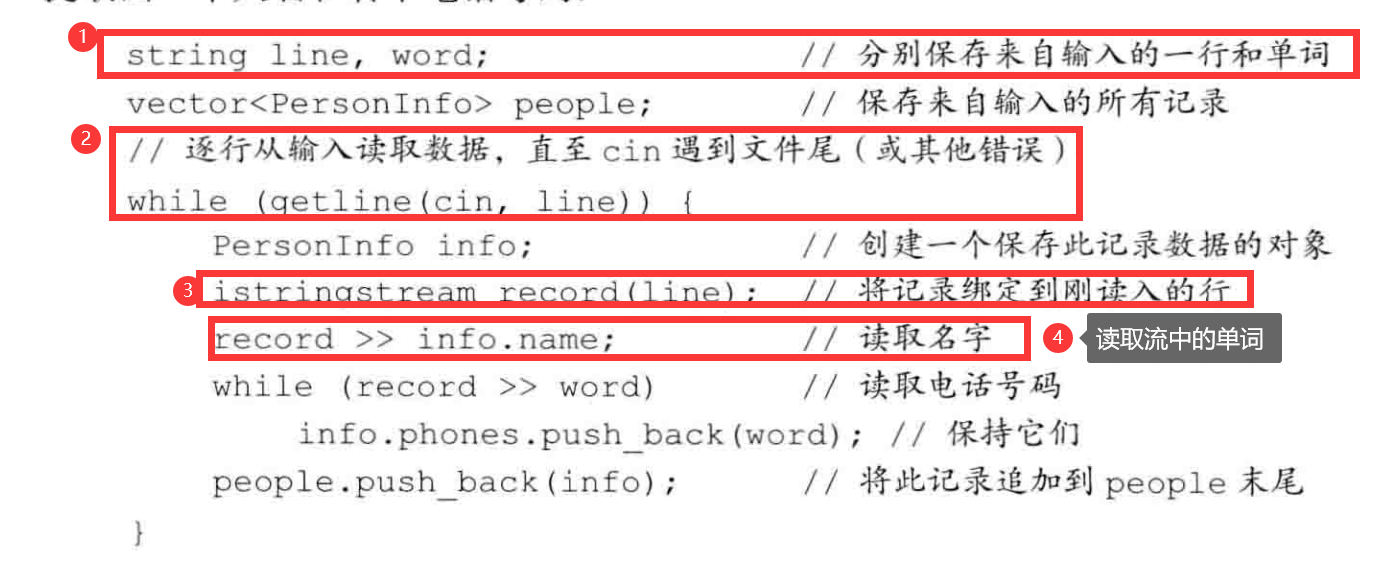 ① string line, word; // 分别保存来自输入的一行和单词
vector<PersonInfo> people; // 保存来自输入的所有记录
② // 逐行从输入读取数据，直至 cin 遇到文件尾（或其他错误）
while (getline(cin, line)) {
PersonInfo info; // 创建一个保存此记录数据的对象
③ istringstream record(line); // 将记录绑定到刚读入的行
record >> info.name; // 读取名字 ④ 读取流中的单词
while (record >> word) // 读取电话号码
info.phones.push_back(word); // 保持它们
people.push_back(info); // 将此记录追加到 people 末尾
}